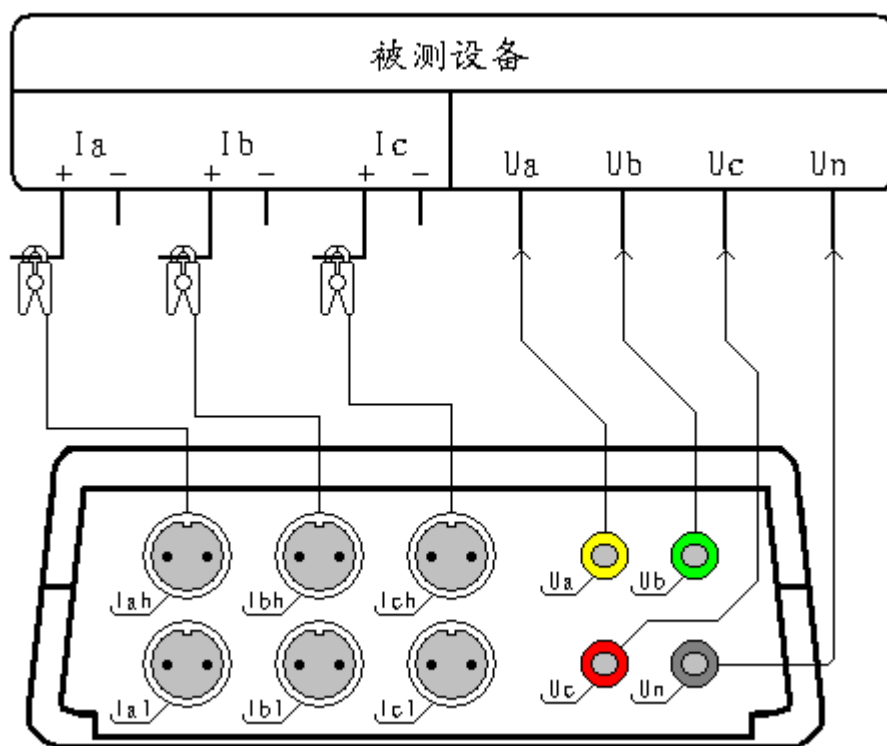 被测设备
Ia Ib Ic
+ - + - + -
Ua Ub Uc Un
Iah Ibh Ich
Ua Ub
Ial Ibl Icl
Uc Un